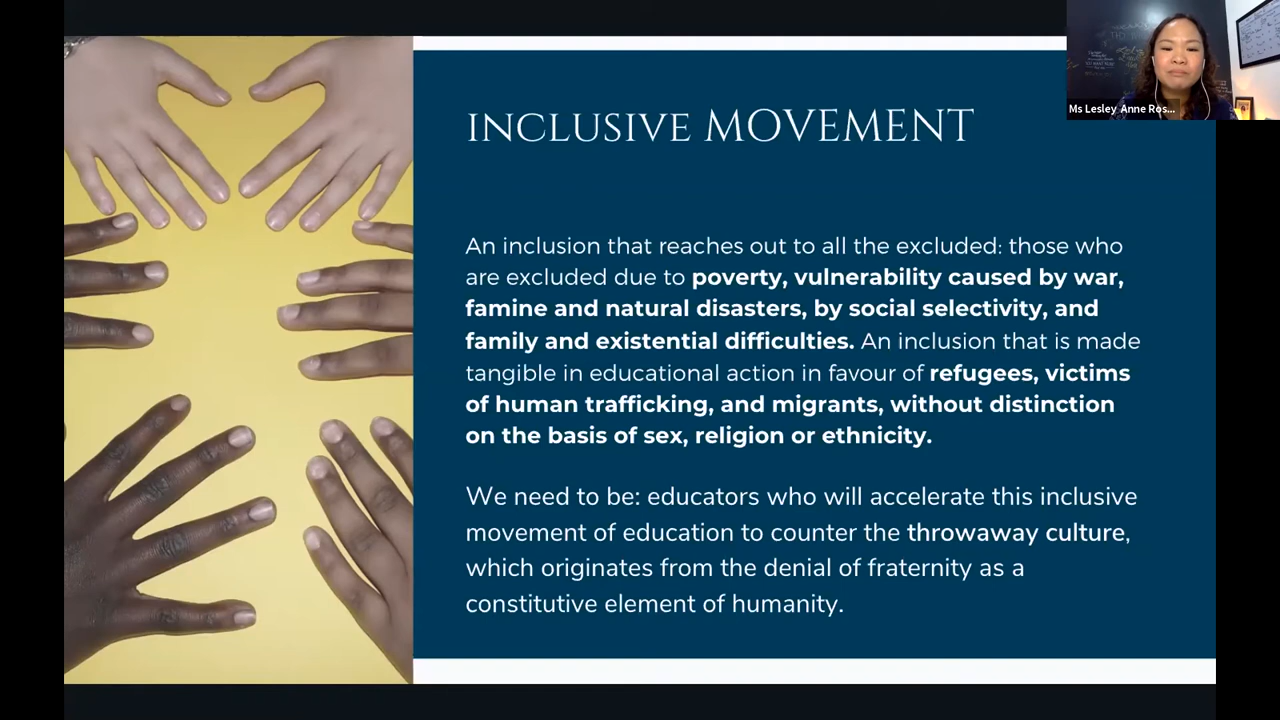 INCLUSIVE MOVEMENT
Ms Lesley Anne Ros...
An inclusion that reaches out to all the excluded: those who
are excluded due to poverty, vulnerability caused by war,
famine and natural disasters, by social selectivity, and
family and existential difficulties. An inclusion that is made
tangible in educational action in favour of refugees, victims
of human trafficking, and migrants, without distinction
on the basis of sex, religion or ethnicity.
We need to be: educators who will accelerate this inclusive
movement of education to counter the throwaway culture,
which originates from the denial of fraternity as a
constitutive element of humanity.